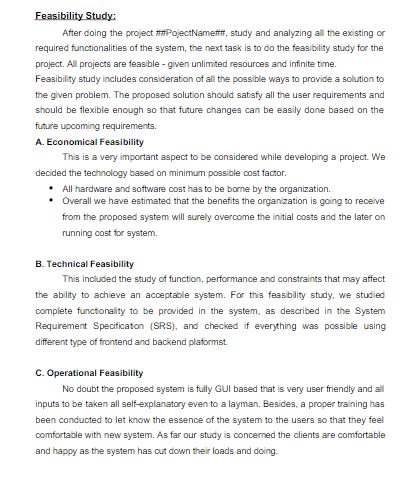 Feasibility Study:
After doing the project ##PojectName##, study and analyzing all the existing or
required functionalities of the system, the next task is to do the feasibility study for the
project. All projects are feasible - given unlimited resources and infinite time.
Feasibility study includes consideration of all the possible ways to provide a solution to
the given problem. The proposed solution should satisfy all the user requirements and
should be flexible enough so that future changes can be easily done based on the
future upcoming requirements.
A. Economical Feasibility
This is a very important aspect to be considered while developing a project. We
decided the technology based on minimum possible cost factor.
• All hardware and software cost has to be borne by the organization.
• Overall we have estimated that the benefits the organization is going to receive
from the proposed system will surely overcome the initial costs and the later on
running cost for system.
B. Technical Feasibility
This included the study of function, performance and constraints that may affect
the ability to achieve an acceptable system. For this feasibility study, we studied
complete functionality to be provided in the system, as described in the System
Requirement Specification (SRS), and checked if everything was possible using
different type of frontend and backend plaformst.
C. Operational Feasibility
No doubt the proposed system is fully GUI based that is very user friendly and all
inputs to be taken all self-explanatory even to a layman. Besides, a proper training has
been conducted to let know the essence of the system to the users so that they feel
comfortable with new system. As far our study is concerned the clients are comfortable
and happy as the system has cut down their loads and doing.